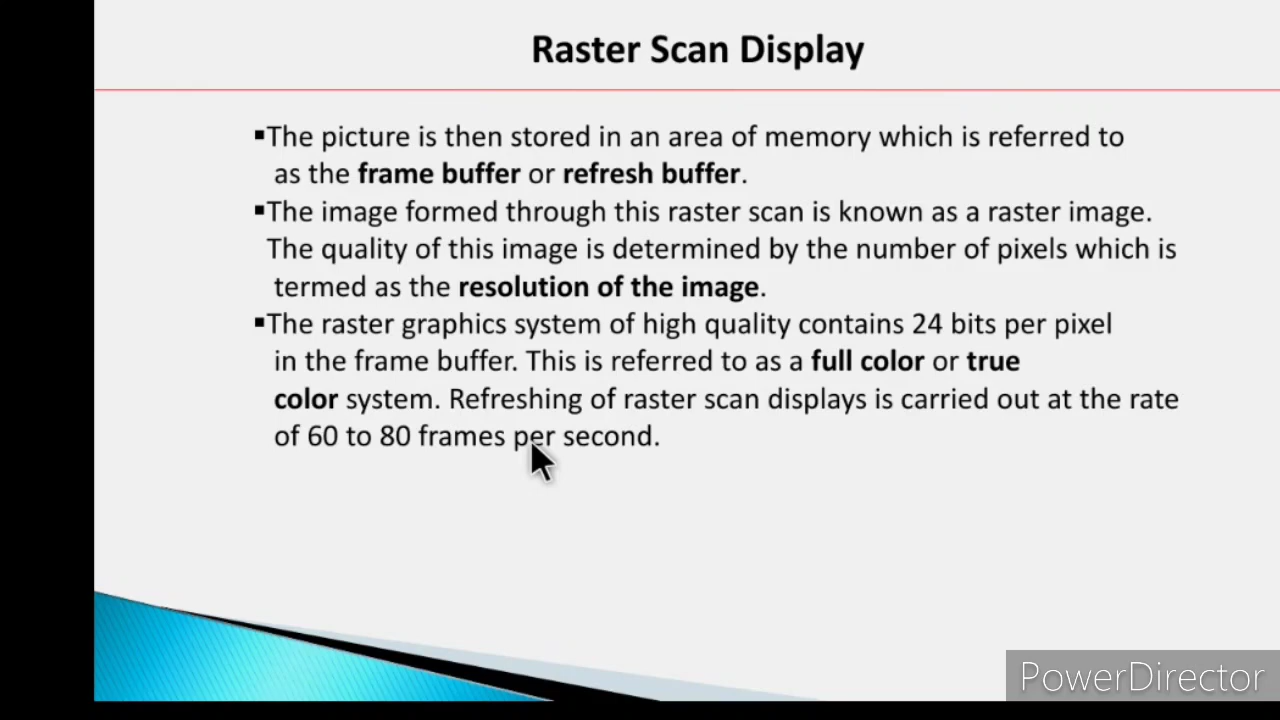 Raster Scan Display
▪The picture is then stored in an area of memory which is referred to
as the frame buffer or refresh buffer.
▪The image formed through this raster scan is known as a raster image.
The quality of this image is determined by the number of pixels which is
termed as the resolution of the image.
▪The raster graphics system of high quality contains 24 bits per pixel
in the frame buffer. This is referred to as a full color or true
color system. Refreshing of raster scan displays is carried out at the rate
of 60 to 80 frames per second.
PowerDirector